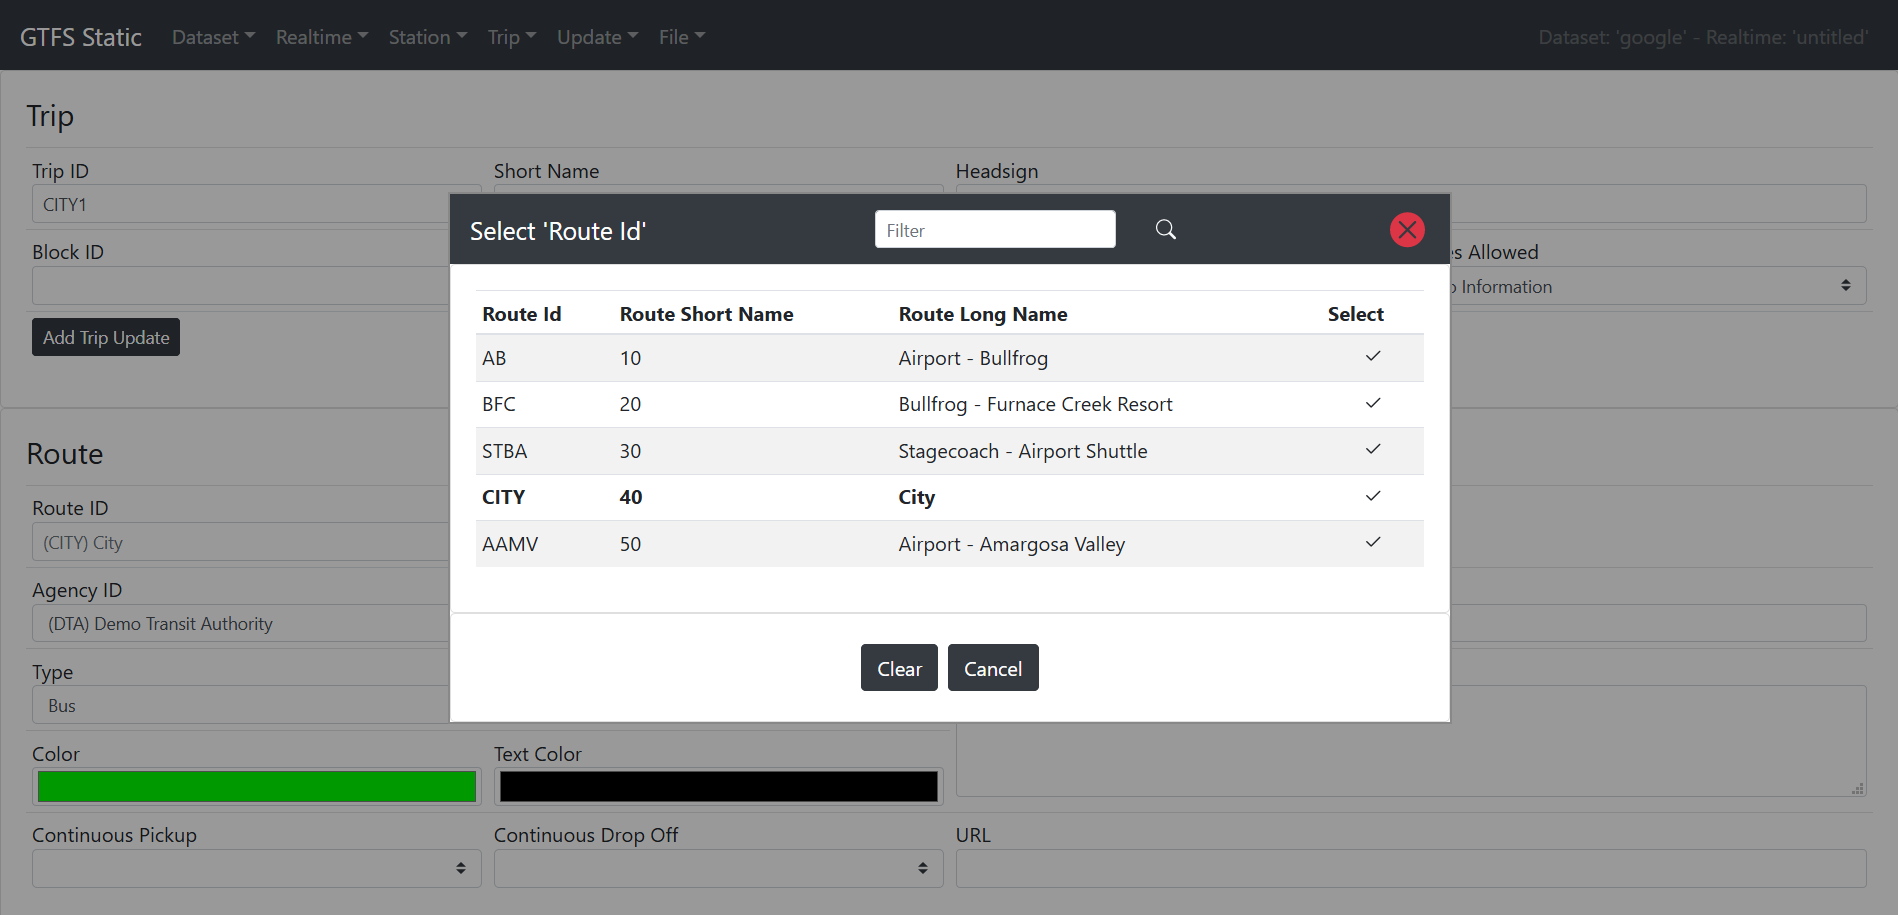 GTFS Static Dataset Realtime Station Trip Update File Dataset: 'google' - Realtime: 'untitled'
Trip
Trip ID Short Name Headsign
CITY1
Block ID
s Allowed
Information
Add Trip Update
Select 'Route Id' Filter
Route Id Route Short Name Route Long Name Select
AB 10 Airport - Bullfrog
BFC 20 Bullfrog - Furnace Creek Resort
STBA 30 Stagecoach - Airport Shuttle
CITY 40 City
AAMV 50 Airport - Amargosa Valley
Clear Cancel
Route
Route ID
(CITY) City
Agency ID
(DTA) Demo Transit Authority
Type
Bus
Color Text Color
Continuous Pickup Continuous Drop Off URL